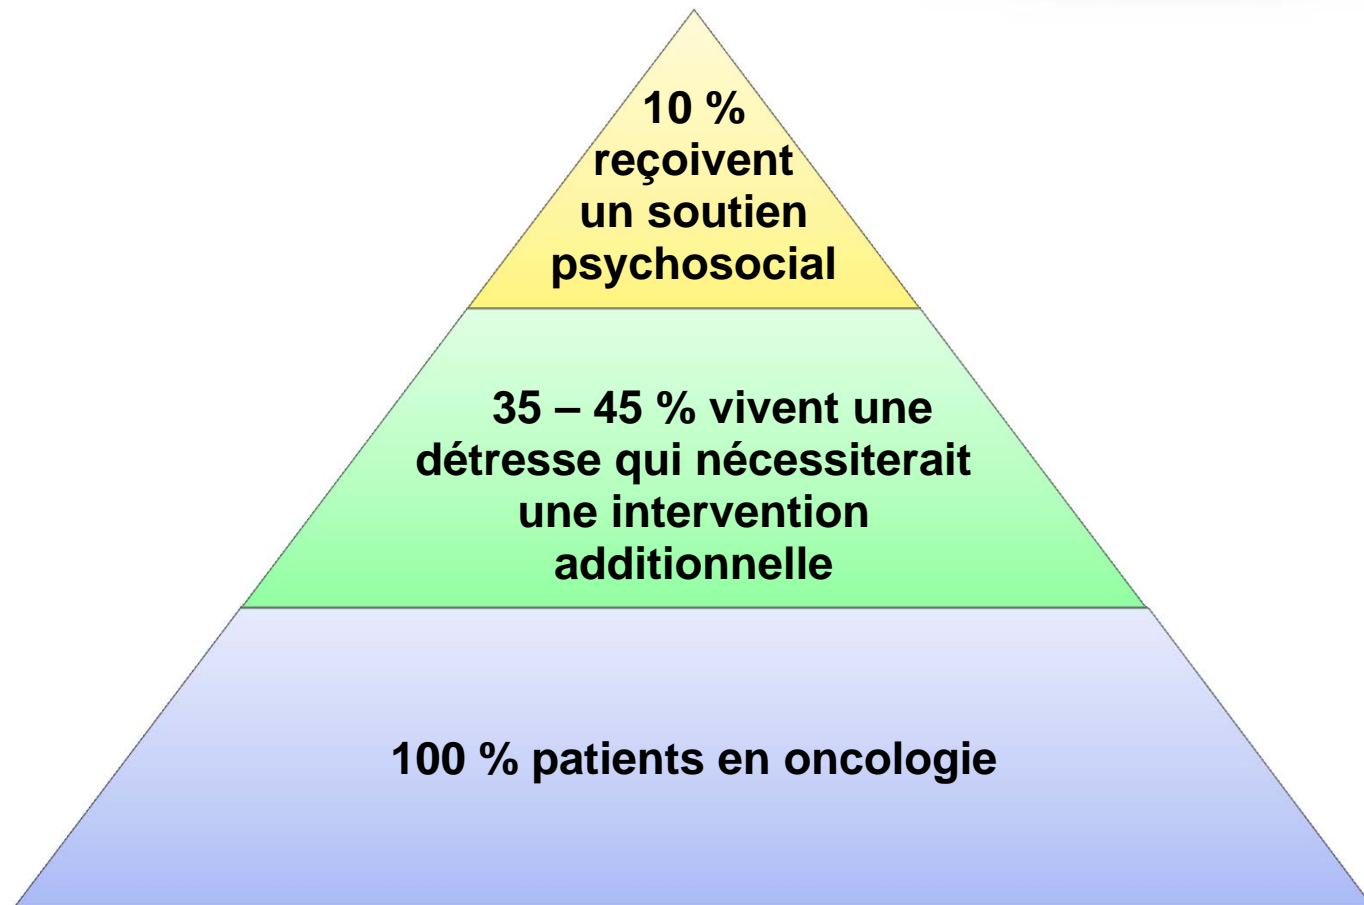 10 %
reçoivent
un soutien
psychosocial
35 – 45 % vivent une
détresse qui nécessiterait
une intervention
additionnelle
100 % patients en oncologie